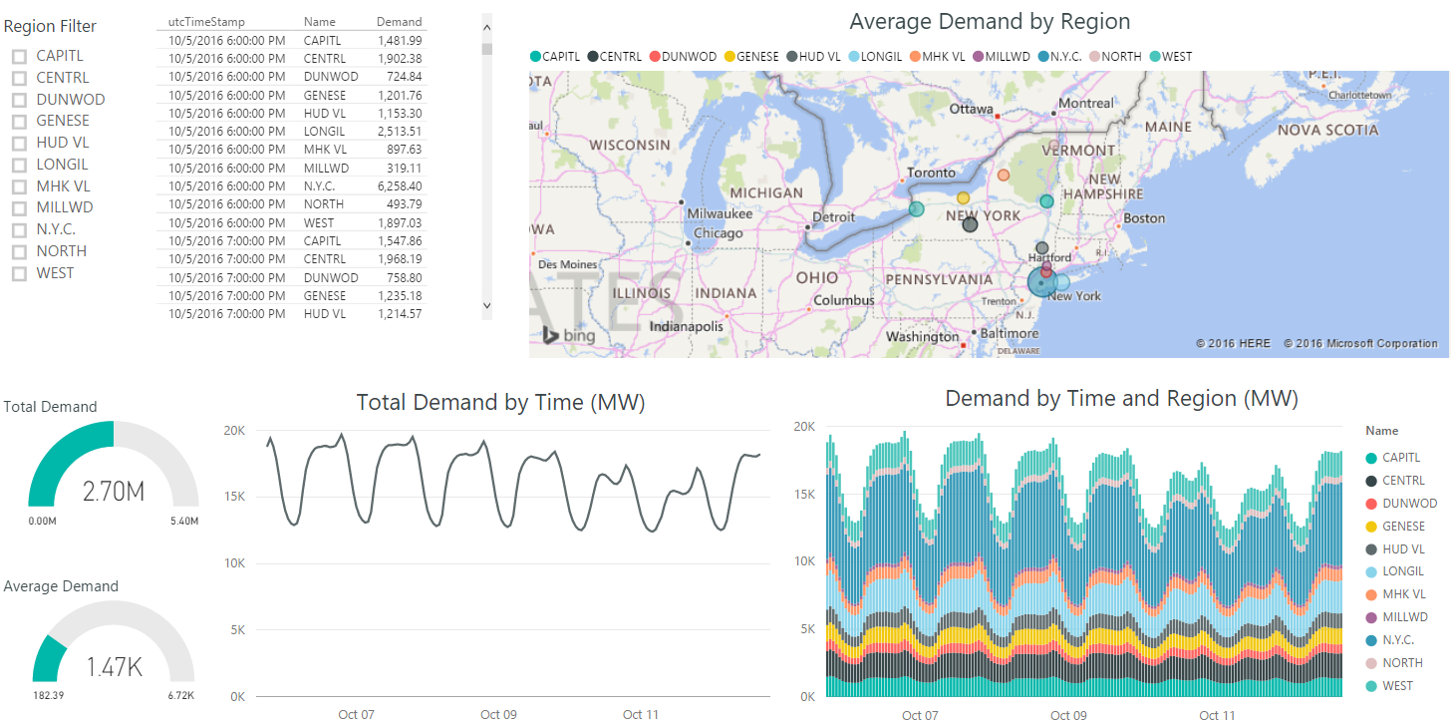 Region Filter
CAPITL
CENTRL
DUNWOD
GENESE
HUD VL
LONGIL
MHK VL
MILLWD
N.Y.C.
NORTH
WEST
utcTimeStamp Name Demand
10/5/2016 6:00:00 PM CAPITL 1,481.99
10/5/2016 6:00:00 PM CENTRL 1,902.38
10/5/2016 6:00:00 PM DUNWOD 724.84
10/5/2016 6:00:00 PM GENESE 1,201.76
10/5/2016 6:00:00 PM HUD VL 1,153.30
10/5/2016 6:00:00 PM LONGIL 2,513.51
10/5/2016 6:00:00 PM MHK VL 897.63
10/5/2016 6:00:00 PM MILLWD 319.11
10/5/2016 6:00:00 PM N.Y.C. 6,258.40
10/5/2016 6:00:00 PM NORTH 493.79
10/5/2016 6:00:00 PM WEST 1,897.03
10/5/2016 7:00:00 PM CAPITL 1,547.86
10/5/2016 7:00:00 PM CENTRL 1,968.19
10/5/2016 7:00:00 PM DUNWOD 758.80
10/5/2016 7:00:00 PM GENESE 1,235.18
10/5/2016 7:00:00 PM HUD VL 1,214.57
Average Demand by Region
CAPITL CENTRL DUNWOD GENESE HUD VL LONGIL MHK VL MILLWD N.Y.C. NORTH WEST
OTA
P.E.I.
Charlottetown
Ottawa
Montreal
aul
MAINE
NOVA SCOTIA
WISCONSIN
VERMONT
Toronto
NEW
HAMPSHIRE
MICHIGAN
Milwaukee
Detroit
NEW YORK
Boston
OWA
Chicago
Hartford
R.I.
Des Moines
OHIO
PENNSYLVANIA
ILLINOIS
INDIANA
ATES
Columbus
Trenton
New York
N.J.
Indianapolis
Washington
Baltimore
DELAWARE
bing
© 2016 HERE © 2016 Microsoft Corporation
Total Demand
2.70M
0.00M
5.40M
Average Demand
1.47K
182.39
6.72K
Total Demand by Time (MW)
20K
15K
10K
5K
0K
Oct 07
Oct 09
Oct 11
Demand by Time and Region (MW)
20K
15K
10K
5K
0K
Oct 07
Oct 09
Oct 11
Name
CAPITL
CENTRL
DUNWOD
GENESE
HUD VL
LONGIL
MHK VL
MILLWD
N.Y.C.
NORTH
WEST